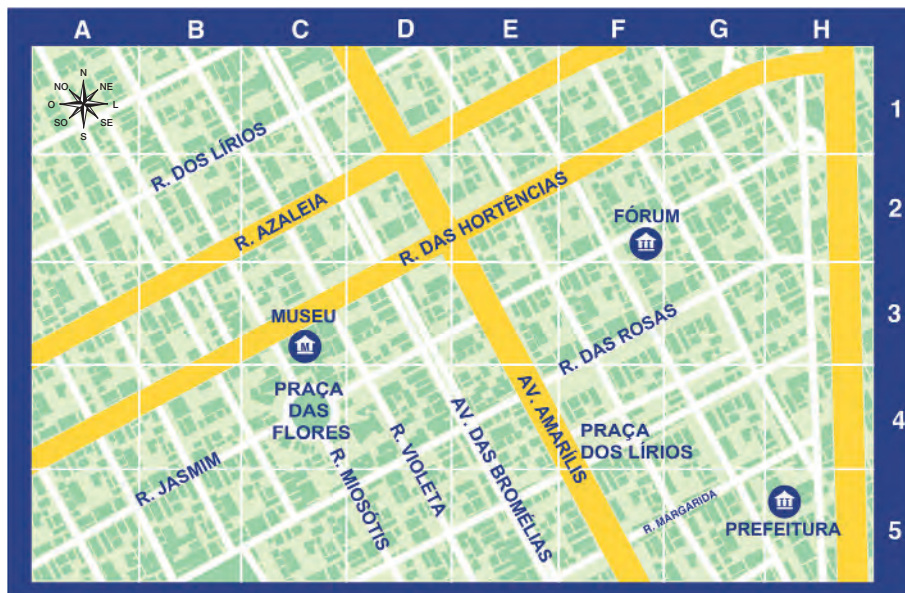 A B C D E F G H
N
NO NE
O L
SO SE
S
1
R. DOS LÍRIOS
2
R. AZALEIA
R. DAS HORTÊNCIAS
FÓRUM
3
MUSEU
M
R. DAS ROSAS
4
PRAÇA
DAS
FLORES
AV. AMARÍLIS
PRAÇA
DOS LÍRIOS
R. JASMIM
R. MIOSÓTIS
R. VIOLETA
AV. DAS BROMÉLIAS
R. MARGARIDA
PREFEITURA
5